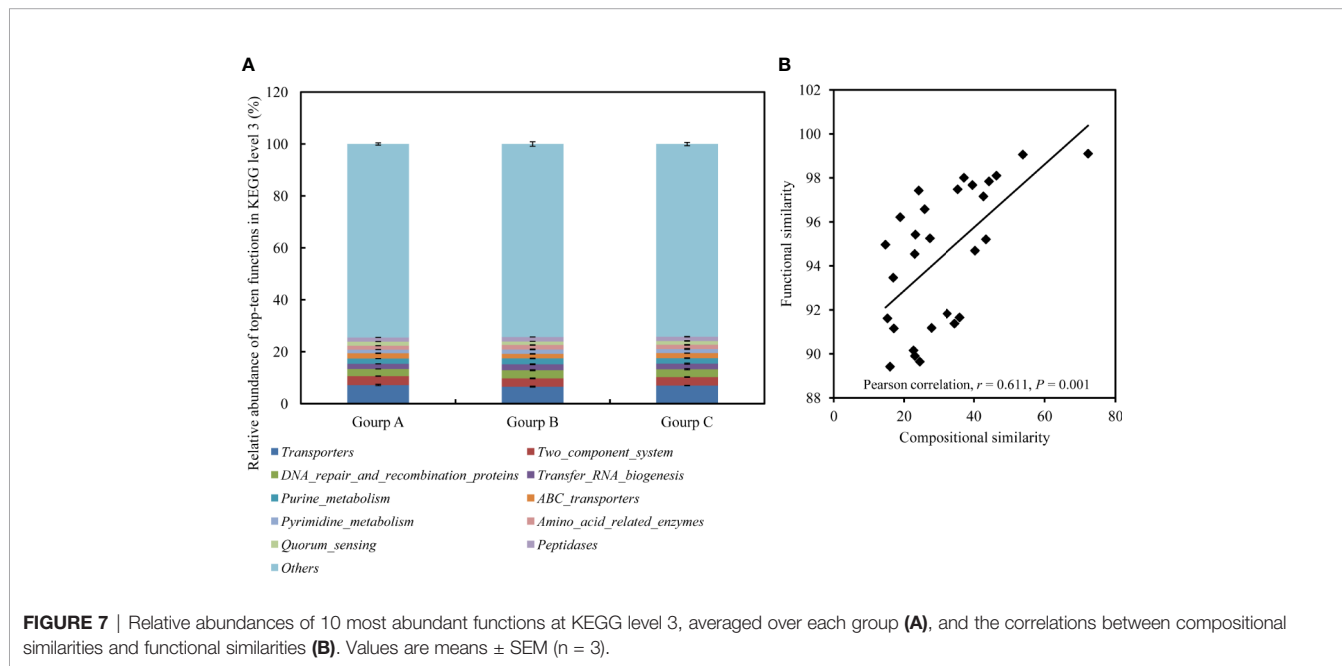 A
Relative abundance of top-ten functions in KEGG level 3 (%)
120
100
80
60
40
20
0
Gourp A
Gourp B
Gourp C
Transporters
Two_component_system
DNA_repair_and_recombination_proteins
Transfer_RNA_biogenesis
Purine_metabolism
ABC_transporters
Pyrimidine_metabolism
Amino_acid_related_enzymes
Quorum_sensing
Peptidases
Others
B
Functional similarity
102
100
98
96
94
92
90
88
Pearson correlation, r = 0.611, P = 0.001
0
20
40
60
80
Compositional similarity
FIGURE 7 | Relative abundances of 10 most abundant functions at KEGG level 3, averaged over each group (A), and the correlations between compositional
similarities and functional similarities (B). Values are means ± SEM (n = 3).